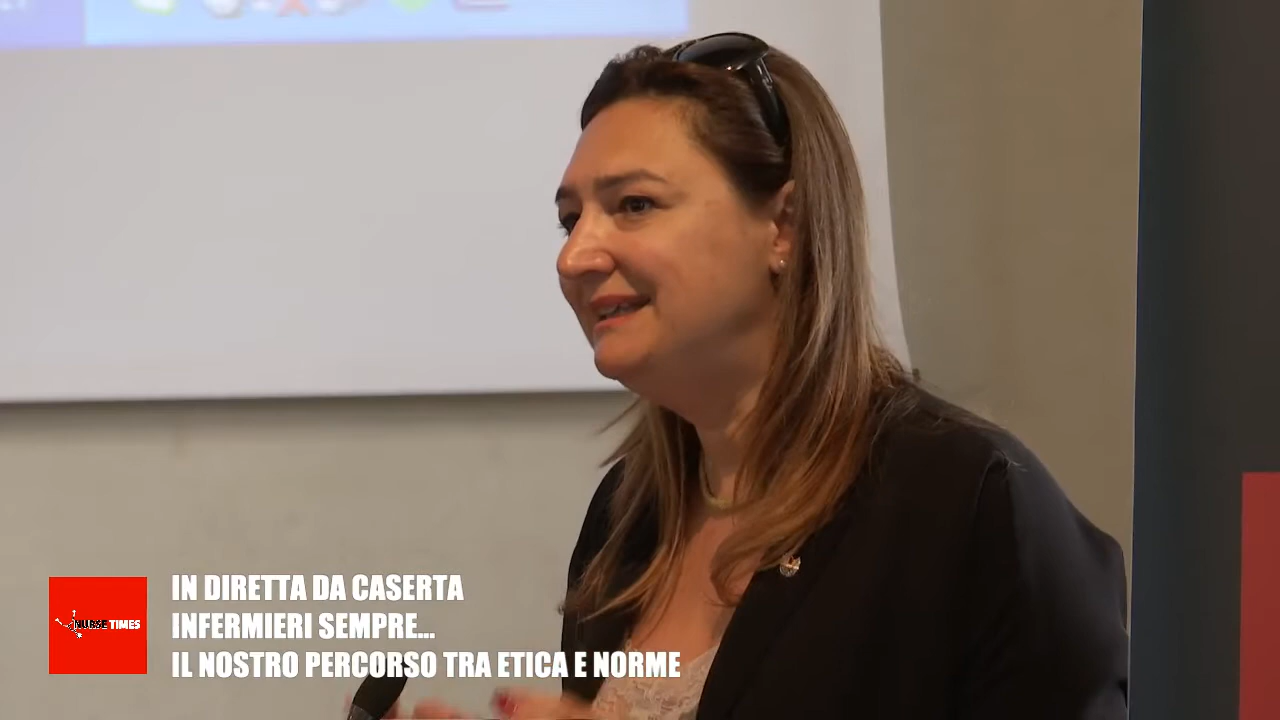 IN DIRETTA DA CASERTA
INFERMIERI SEMPRE...
NURSE TIMES
IL NOSTRO PERCORSO TRA ETICA E NORME